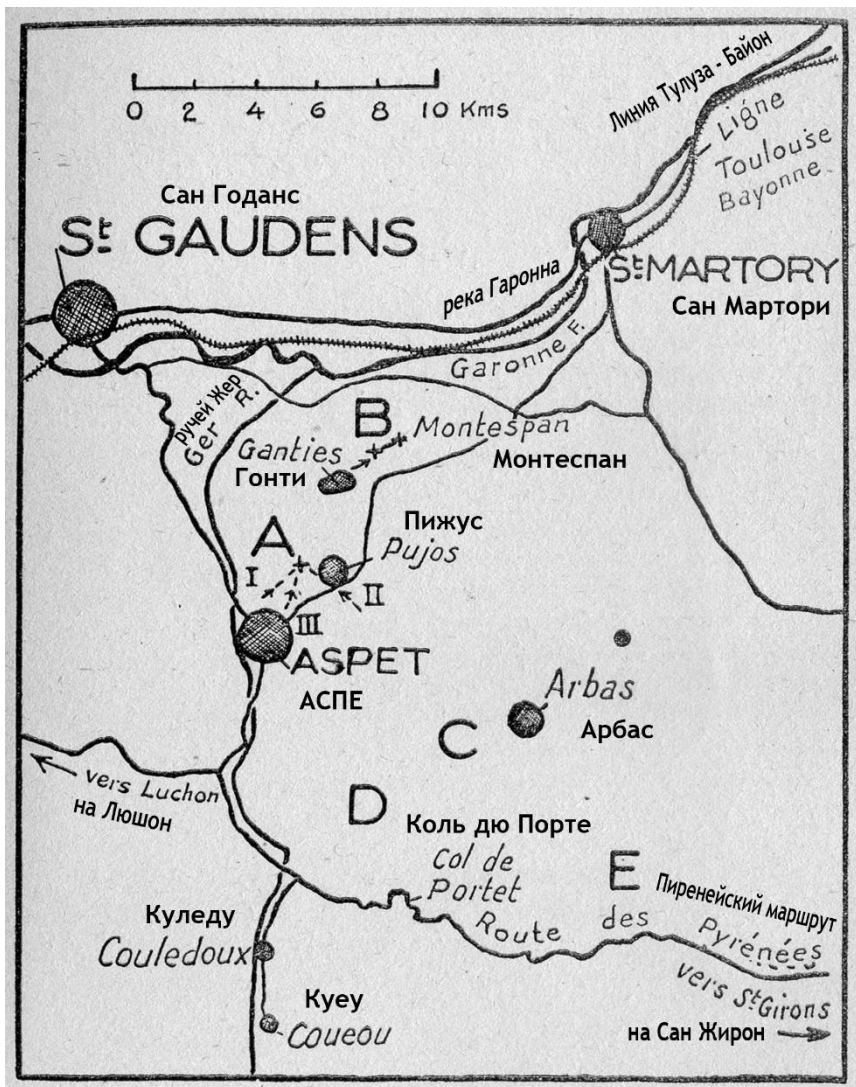 Линия Тулуза - Байон
Ligne
Toulouse
Bayonne
0 2 4 6 8 10 Kms
Сан Годанс
St GAUDENS
река Гаронна
St MARTORY
Сан Мартори
Garonne F.
ручей Жер
Ger R.
B
Montespan
Монтеспан
Ganties
Гонти
Пижус
Pujos
A
I
II
III
ASPET
АСПЕ
Arbas
Арбас
C
vers Luchon
на Люшон
D
Коль дю Порте
Col de
Portet
E
Пиренейский маршрут
Route des Pyrénées
Куледу
Couledoux
vers St Girons
на Сан Жирон
Куеу
Coueou